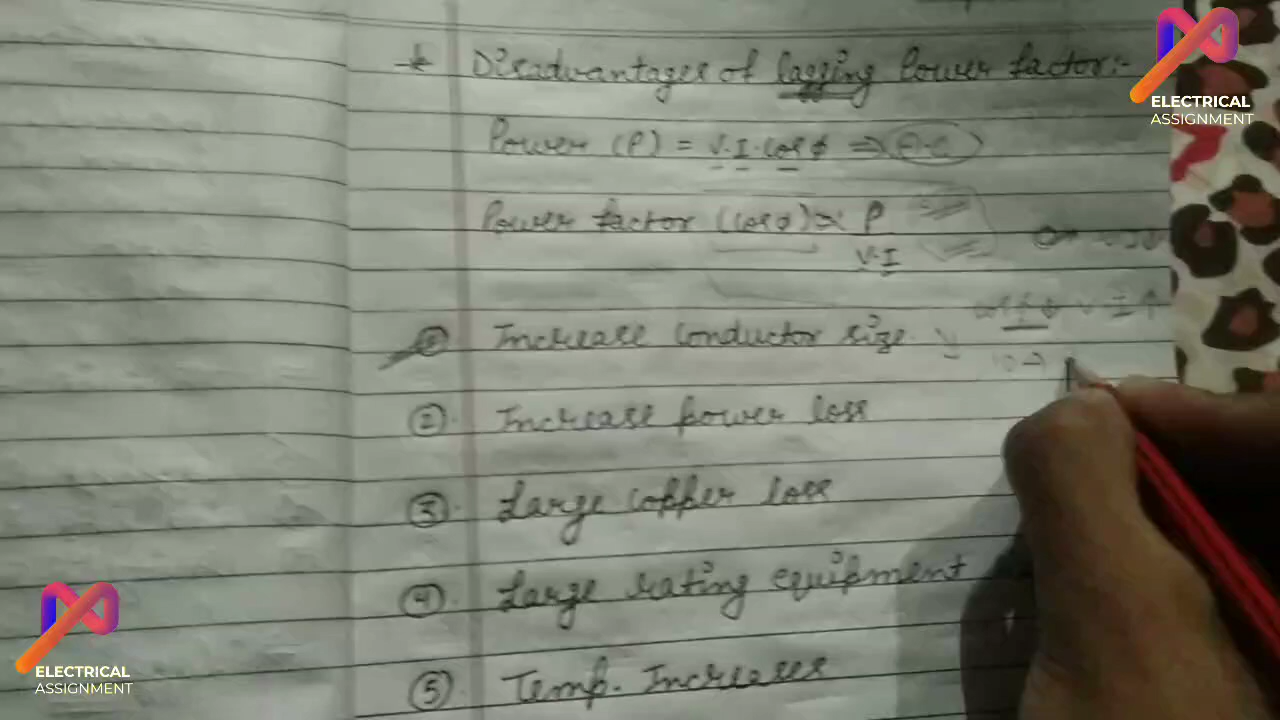 * Disadvantages of lagging Power factor:-
Power (P) = V.I.cosϕ ⇒ (A.C)
Power factor (cosϕ) ∝ P
V.I
① Increase conductor size.
②. Increase power loss
③. Large copper loss
④. Large rating equipment
⑤. Temp. Increases
ELECTRICAL
ASSIGNMENT
ELECTRICAL
ASSIGNMENT